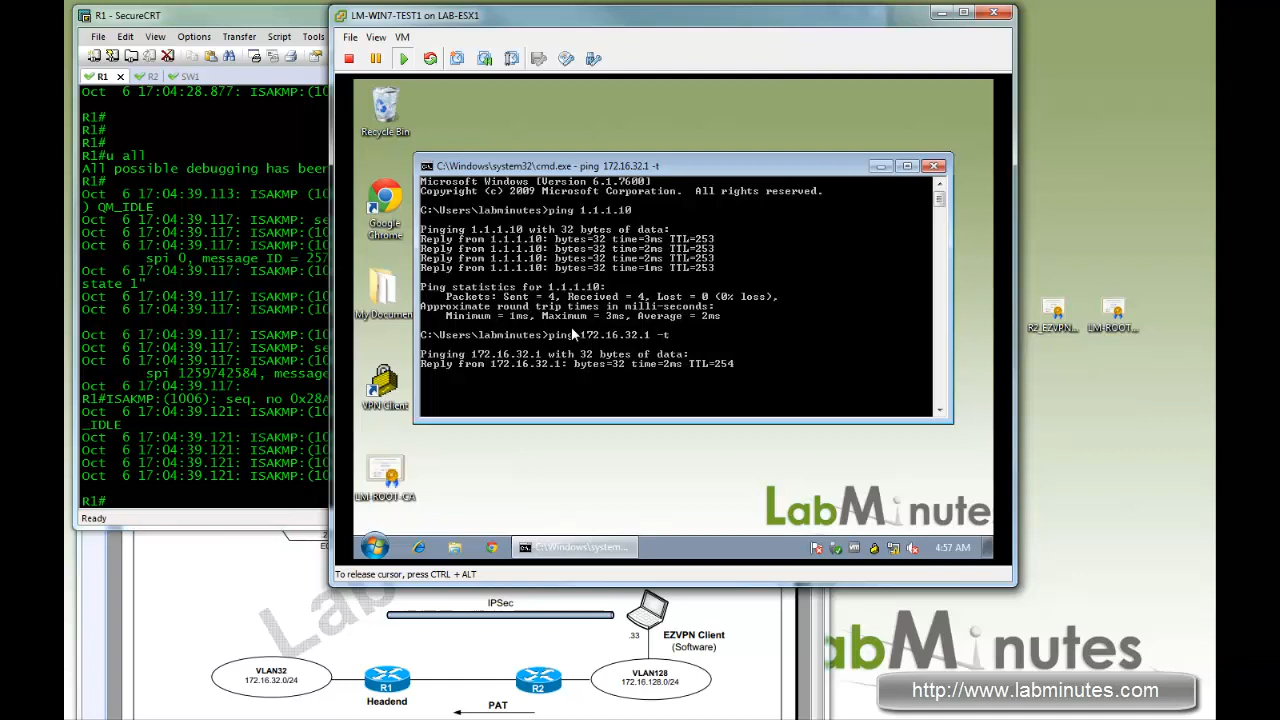 R1 - SecureCRT
File Edit View Options Transfer Script Tools
R1 R2 SW1
Oct 6 17:04:28.877: ISAKMP:(10
R1#
R1#
R1#
R1#u all
All possible debugging has been
R1#
Oct 6 17:04:39.113: ISAKMP (10
) QM_IDLE
Oct 6 17:04:39.117: ISAKMP: se
Oct 6 17:04:39.117: ISAKMP:(10
Oct 6 17:04:39.117: ISAKMP:(10
spi 0, message ID = 257
state 1"
Oct 6 17:04:39.117: ISAKMP:(10
Oct 6 17:04:39.117: ISAKMP:(10
Oct 6 17:04:39.117: ISAKMP: se
Oct 6 17:04:39.117: ISAKMP:(10
Oct 6 17:04:39.117: ISAKMP:(10
spi 1259742584, message
Oct 6 17:04:39.117:
R1#ISAKMP:(1006): seq. no 0x28A
Oct 6 17:04:39.121: ISAKMP:(10
_IDLE
Oct 6 17:04:39.121: ISAKMP:(10
Oct 6 17:04:39.121: ISAKMP:(10
Oct 6 17:04:39.121: ISAKMP:(10
Oct 6 17:04:39.121: ISAKMP:(10
R1#
Ready
LM-WIN7-TEST1 on LAB-ESX1
File View VM
Recycle Bin
Google
Chrome
My Documen
VPN Client
LM-ROOT-CA
C:\Windows\system32\cmd.exe - ping 172.16.32.1 -t
Microsoft Windows [Version 6.1.7600]
Copyright (c) 2009 Microsoft Corporation. All rights reserved.
C:\Users\labminutes>ping 1.1.1.10
Pinging 1.1.1.10 with 32 bytes of data:
Reply from 1.1.1.10: bytes=32 time=3ms TTL=253
Reply from 1.1.1.10: bytes=32 time=2ms TTL=253
Reply from 1.1.1.10: bytes=32 time=2ms TTL=253
Reply from 1.1.1.10: bytes=32 time=1ms TTL=253
Ping statistics for 1.1.1.10:
Packets: Sent = 4, Received = 4, Lost = 0 (0% loss),
Approximate round trip times in milli-seconds:
Minimum = 1ms, Maximum = 3ms, Average = 2ms
C:\Users\labminutes>ping 172.16.32.1 -t
Pinging 172.16.32.1 with 32 bytes of data:
Reply from 172.16.32.1: bytes=32 time=2ms TTL=254
LabMinute
C:\Windows\system...
4:57 AM
To release cursor, press CTRL + ALT
R2_EZVPN... LM-ROOT...
IPSec
.33
EZVPN Client
(Software)
VLAN32
172.16.32.0/24
R1
Headend
R2
VLAN128
172.16.128.0/24
PAT
abMinutes
http://www.labminutes.com